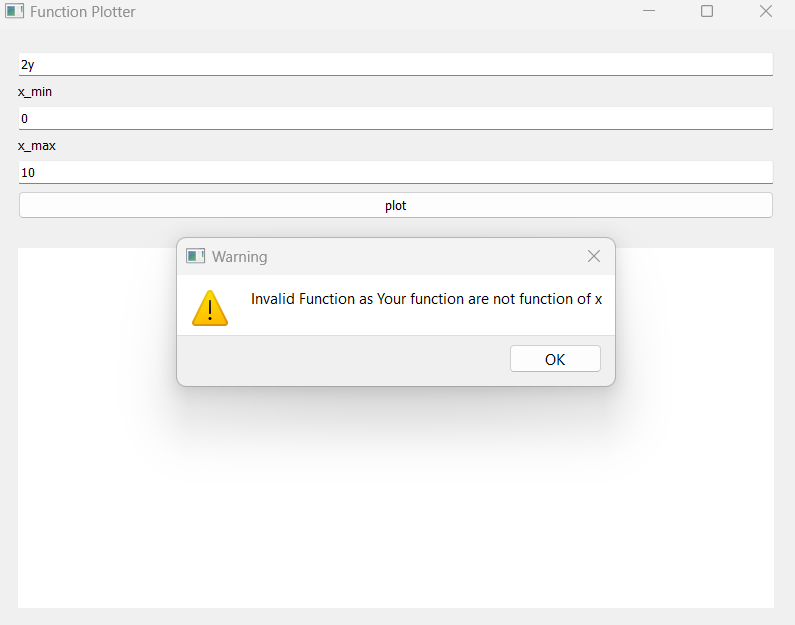 Function Plotter
2y
x_min
0
x_max
10
plot
Warning
Invalid Function as Your function are not function of x
OK